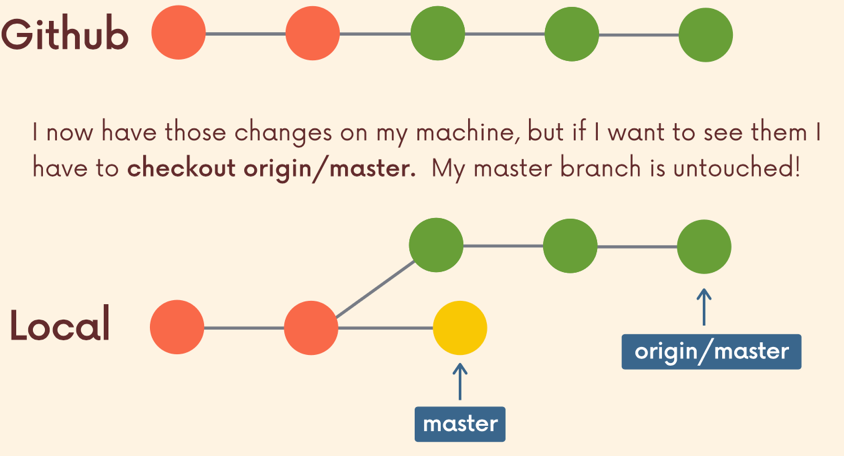 Github
I now have those changes on my machine, but if I want to see them I
have to checkout origin/master. My master branch is untouched!
Local
origin/master
master